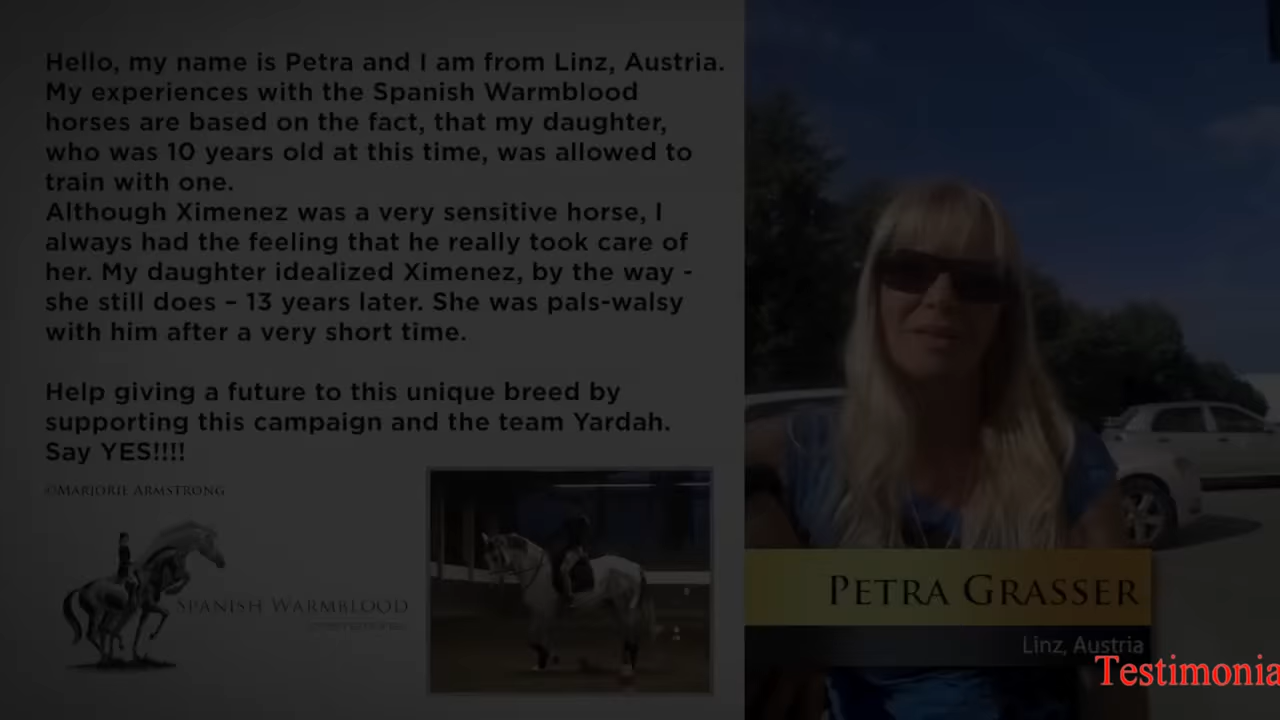 Hello, my name is Petra and I am from Linz, Austria.
My experiences with the Spanish Warmblood
horses are based on the fact, that my daughter,
who was 10 years old at this time, was allowed to
train with one.
Although Ximenez was a very sensitive horse, I
always had the feeling that he really took care of
her. My daughter idealized Ximenez, by the way -
she still does – 13 years later. She was pals-walsy
with him after a very short time.
Help giving a future to this unique breed by
supporting this campaign and the team Yardah.
Say YES!!!!
©Marjorie Armstrong
Spanish Warmblood
Petra Grasser
Linz, Austria
Testimonia